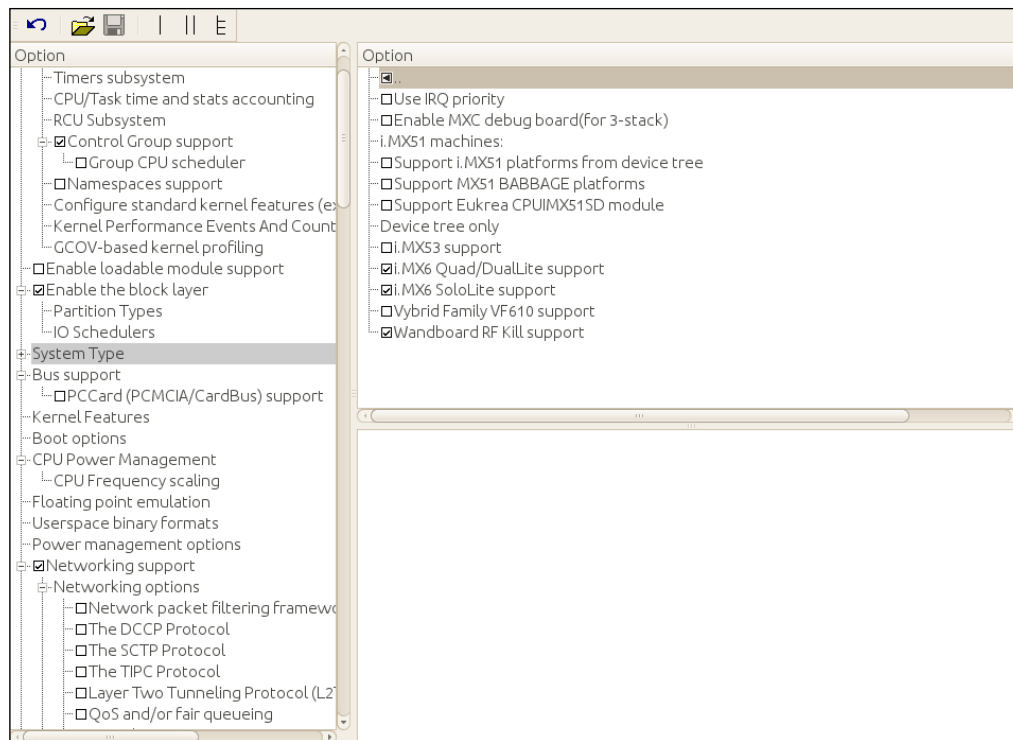 Option
Timers subsystem
CPU/Task time and stats accounting
RCU Subsystem
Control Group support
Group CPU scheduler
Namespaces support
Configure standard kernel features (ex
Kernel Performance Events And Count
GCOV-based kernel profiling
Enable loadable module support
Enable the block layer
Partition Types
IO Schedulers
System Type
Bus support
PCCard (PCMCIA/CardBus) support
Kernel Features
Boot options
CPU Power Management
CPU Frequency scaling
Floating point emulation
Userspace binary formats
Power management options
Networking support
Networking options
Network packet filtering framewo
The DCCP Protocol
The SCTP Protocol
The TIPC Protocol
Layer Two Tunneling Protocol (L2T
QoS and/or fair queueing
Option
..
Use IRQ priority
Enable MXC debug board(for 3-stack)
i.MX51 machines:
Support i.MX51 platforms from device tree
Support MX51 BABBAGE platforms
Support Eukrea CPUIMX51SD module
Device tree only
i.MX53 support
i.MX6 Quad/DualLite support
i.MX6 SoloLite support
Vybrid Family VF610 support
Wandboard RF Kill support